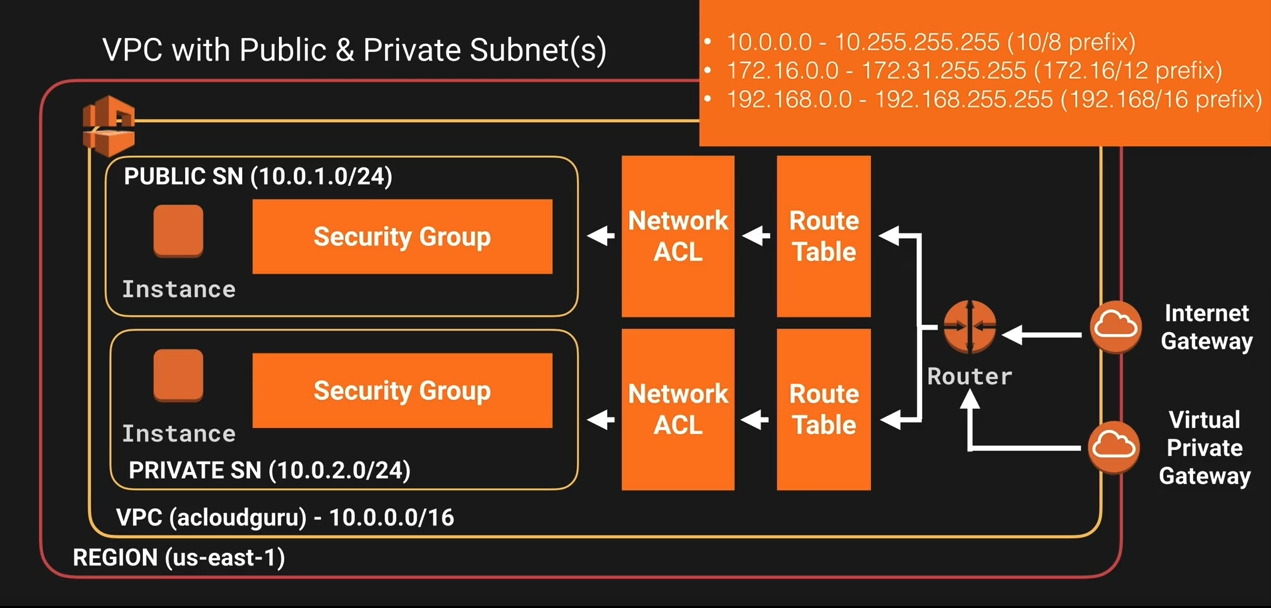 VPC with Public & Private Subnet(s)
• 10.0.0.0 - 10.255.255.255 (10/8 prefix)
• 172.16.0.0 - 172.31.255.255 (172.16/12 prefix)
• 192.168.0.0 - 192.168.255.255 (192.168/16 prefix)
PUBLIC SN (10.0.1.0/24)
Instance
Security Group
Network
ACL
Route
Table
Instance
Security Group
PRIVATE SN (10.0.2.0/24)
Network
ACL
Route
Table
Router
Internet
Gateway
Virtual
Private
Gateway
VPC (acloudguru) - 10.0.0.0/16
REGION (us-east-1)